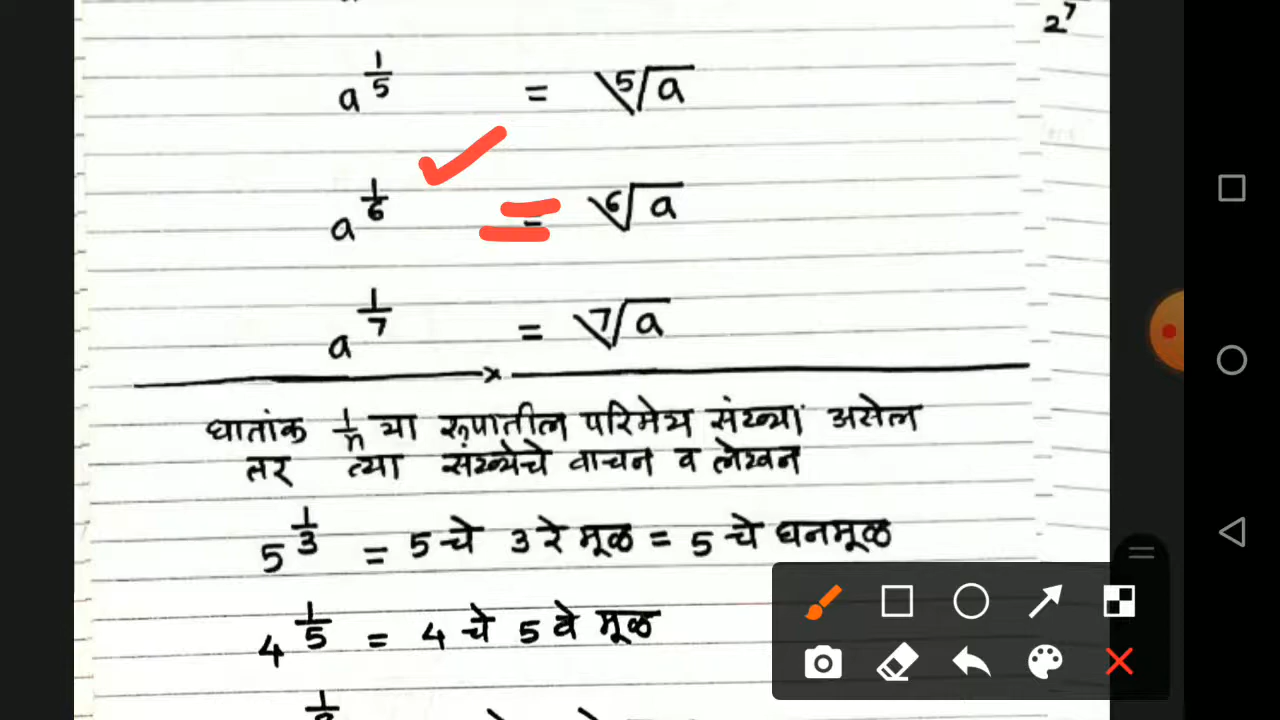 2⁷
a^(1/5) = ⁵√a
a^(1/6) = ⁶√a
a^(1/7) = ⁷√a
घातांक 1/n या रूपातील परिमेय संख्या असेल
तर त्या संख्येचे वाचन व लेखन
5^(1/3) = 5 चे 3 रे मूळ = 5 चे घनमूळ
4^(1/5) = 4 चे 5 वे मूळ